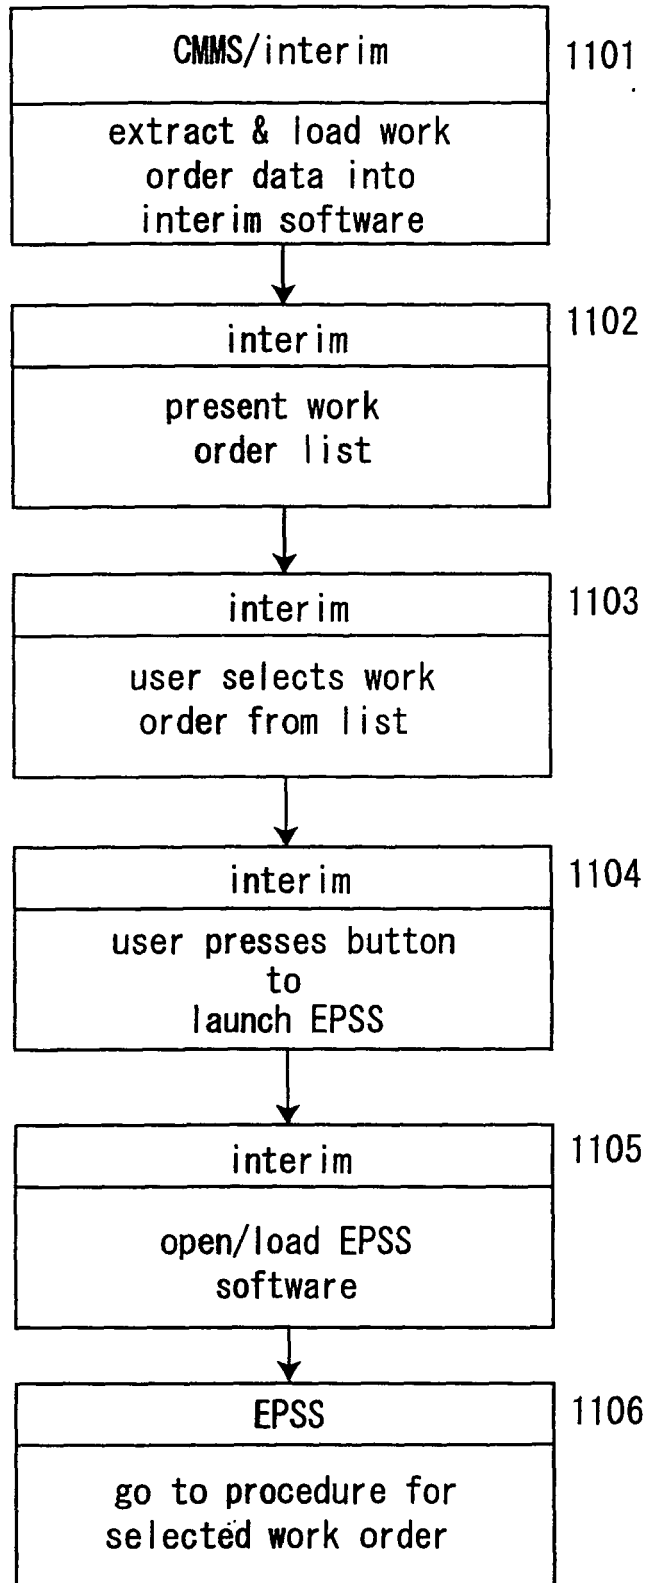 CMMS/interim
1101
extract & load work
order data into
interim software
interim
1102
present work
order list
interim
1103
user selects work
order from list
interim
1104
user presses button
to
launch EPSS
interim
1105
open/load EPSS
software
EPSS
1106
go to procedure for
selected work order